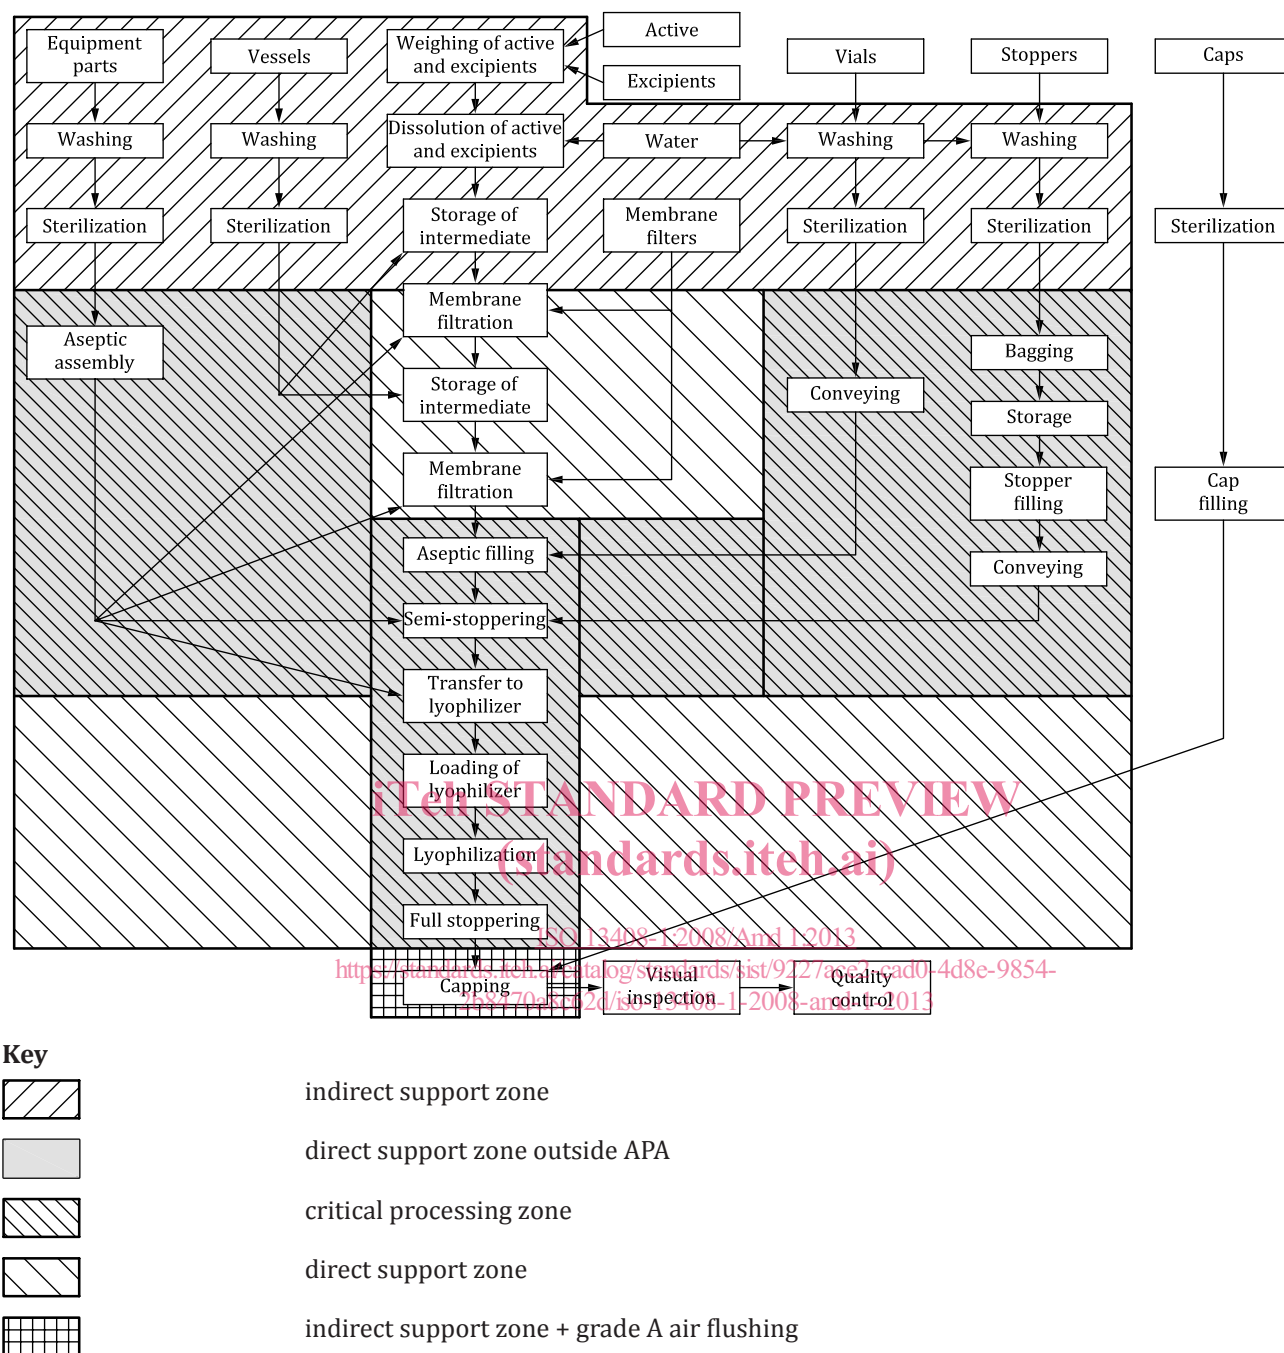 Equipment
parts
Vessels
Weighing of active
and excipients
Active
Excipients
Vials
Stoppers
Caps
Washing
Washing
Dissolution of active
and excipients
Water
Washing
Washing
Sterilization
Sterilization
Storage of
intermediate
Membrane
filters
Sterilization
Sterilization
Sterilization
Aseptic
assembly
Membrane
filtration
Storage of
intermediate
Membrane
filtration
Conveying
Bagging
Storage
Stopper
filling
Conveying
Cap
filling
Aseptic filling
Semi-stoppering
Transfer to
lyophilizer
Loading of
lyophilizer
iTeh STANDARD PREVIEW
Lyophilization
(standards.iteh.ai)
Full stoppering
ISO 13408-1:2008/Amd 1:2013
Capping
Visual
inspection
Quality
control
Key
indirect support zone
direct support zone outside APA
critical processing zone
direct support zone
indirect support zone + grade A air flushing